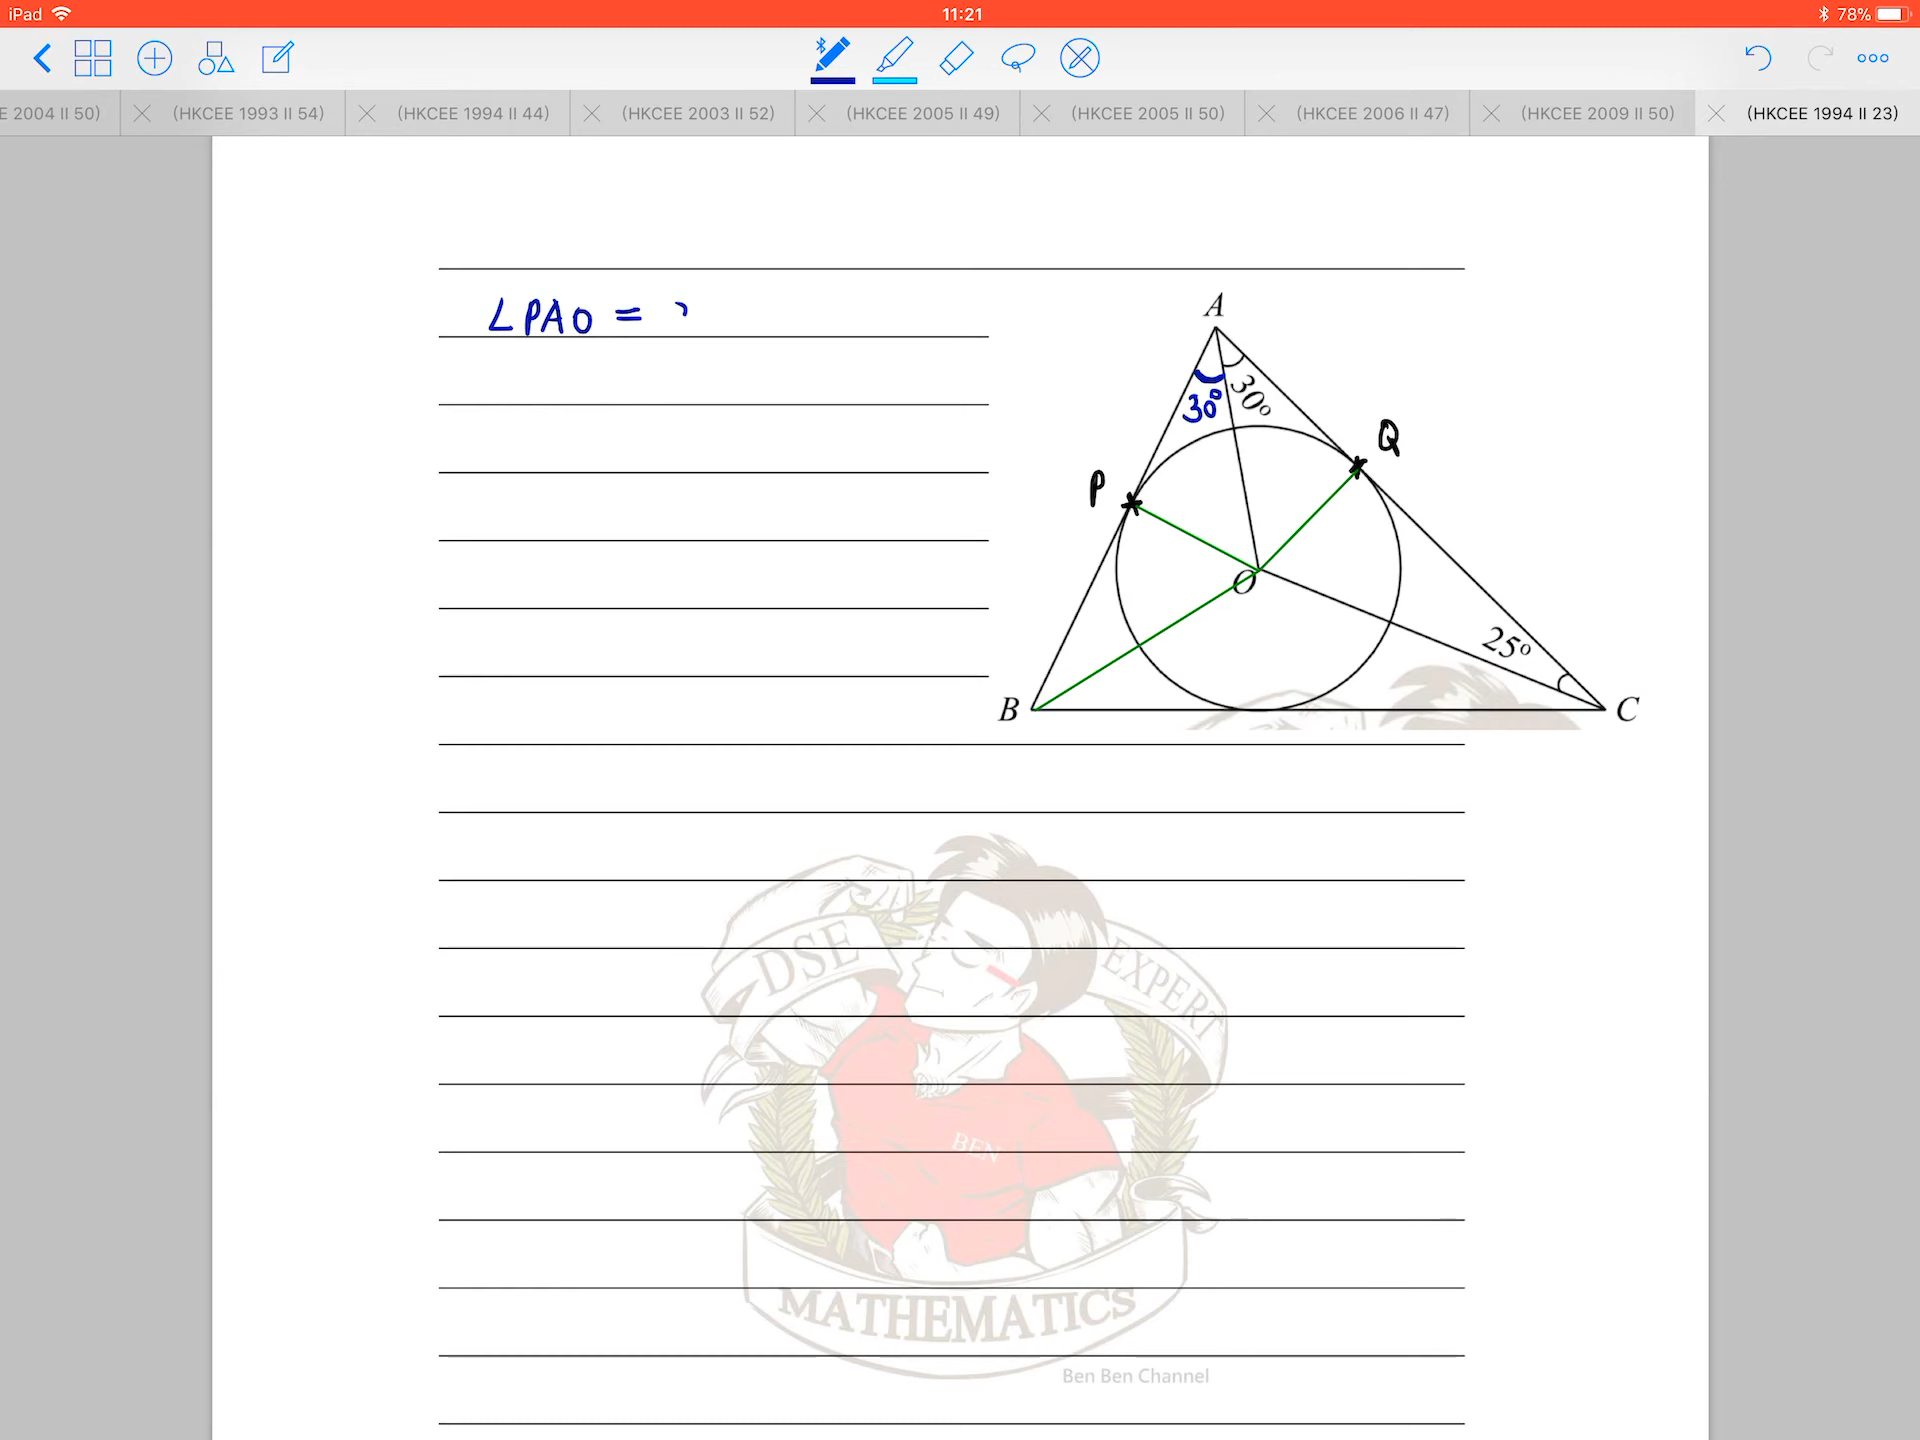 iPad
11:21
78%
E 2004 II 50)
(HKCEE 1993 II 54)
(HKCEE 1994 II 44)
(HKCEE 2003 II 52)
(HKCEE 2005 II 49)
(HKCEE 2005 II 50)
(HKCEE 2006 II 47)
(HKCEE 2009 II 50)
(HKCEE 1994 II 23)
∠PAO =
A
30°
30°
Q
P
O
25°
B
C
DSE
EXPERT
BEN
MATHEMATICS
Ben Ben Channel